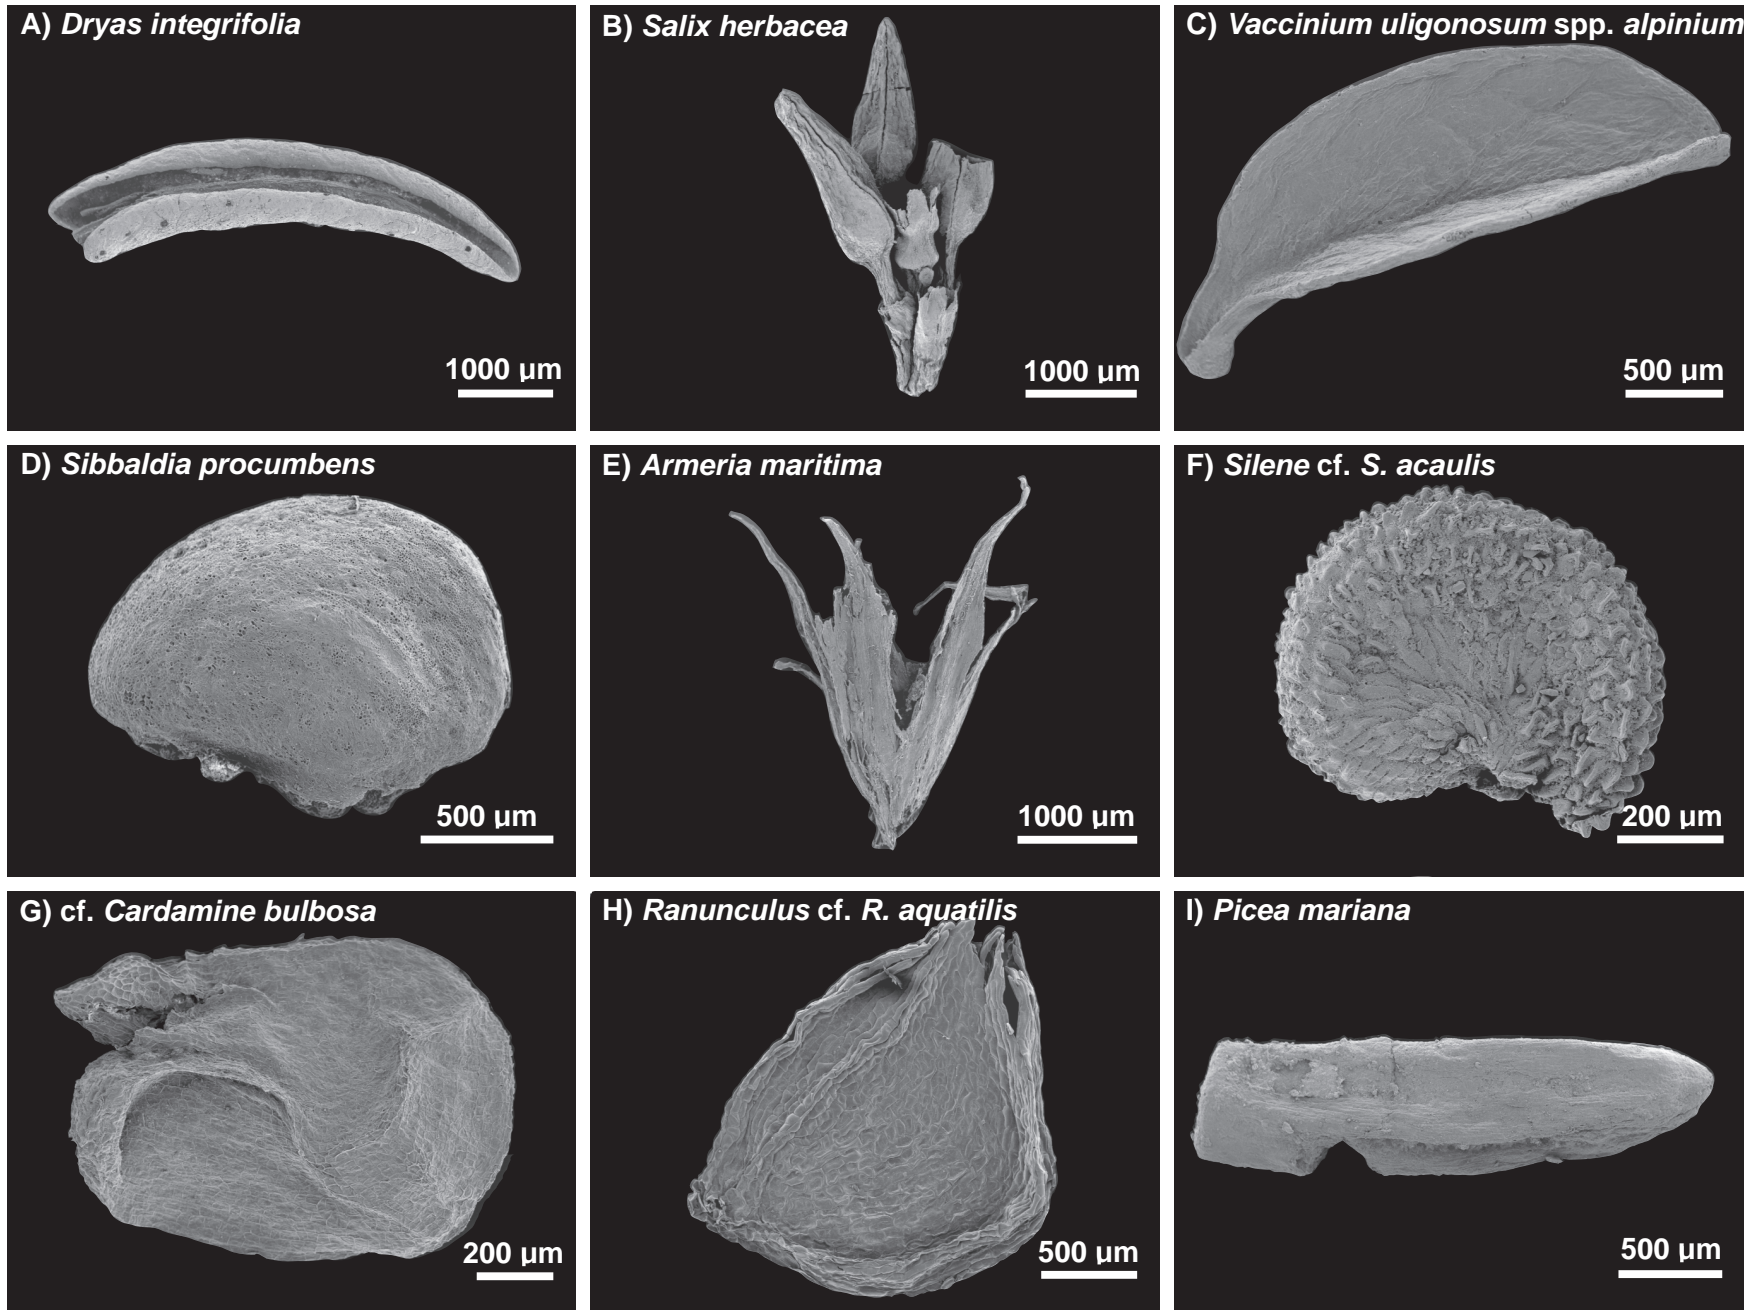 A) Dryas integrifolia
B) Salix herbacea
C) Vaccinium uligonosum spp. alpinium
1000 µm
1000 µm
500 µm
D) Sibbaldia procumbens
E) Armeria maritima
F) Silene cf. S. acaulis
500 µm
1000 µm
200 µm
G) cf. Cardamine bulbosa
H) Ranunculus cf. R. aquatilis
I) Picea mariana
200 µm
500 µm
500 µm